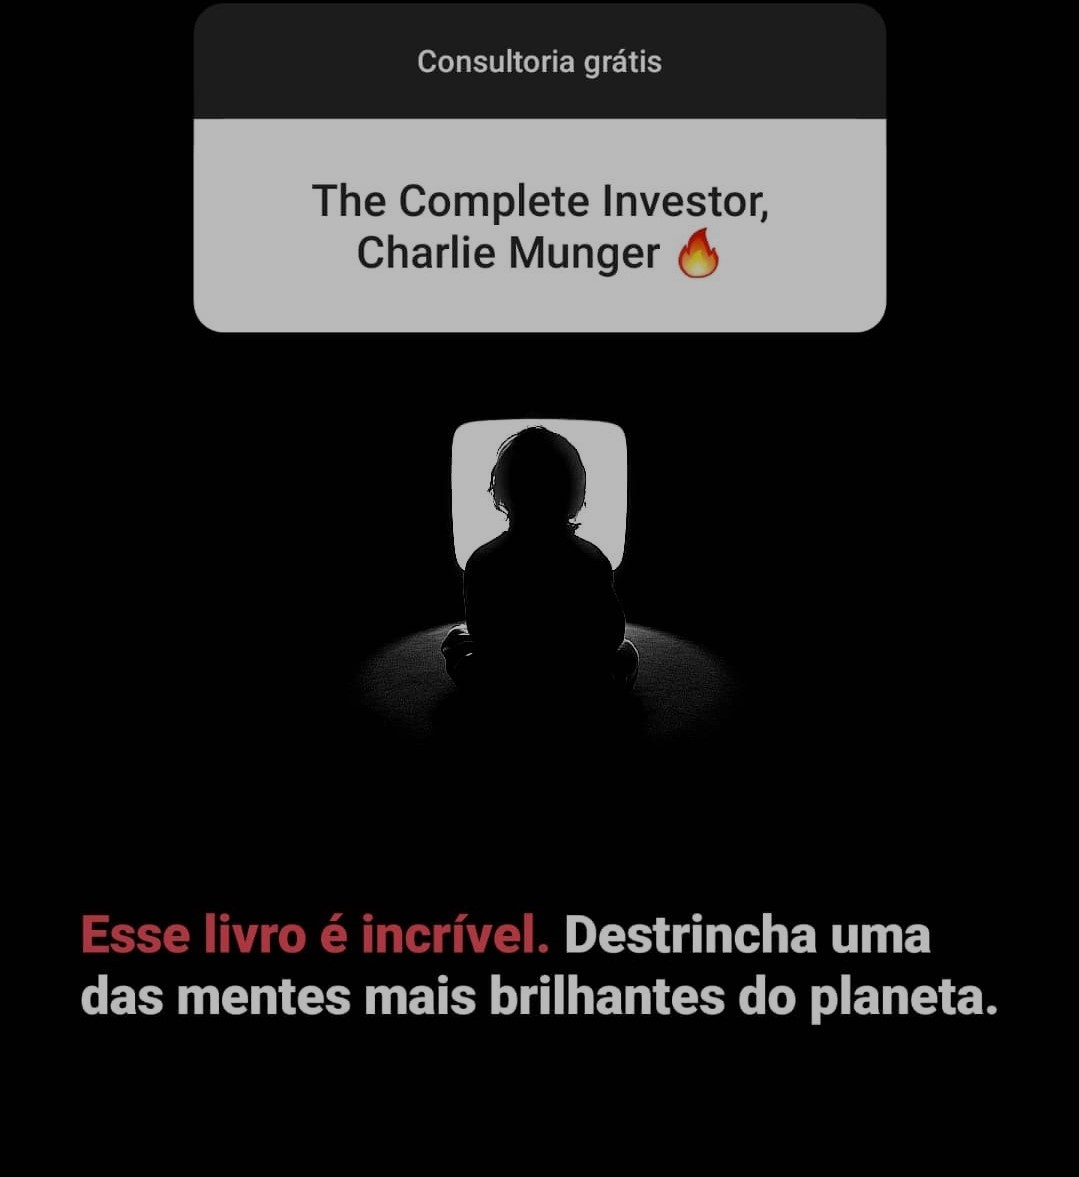 Consultoria grátis
The Complete Investor,
Charlie Munger 🔥
Esse livro é incrível. Destrincha uma
das mentes mais brilhantes do planeta.